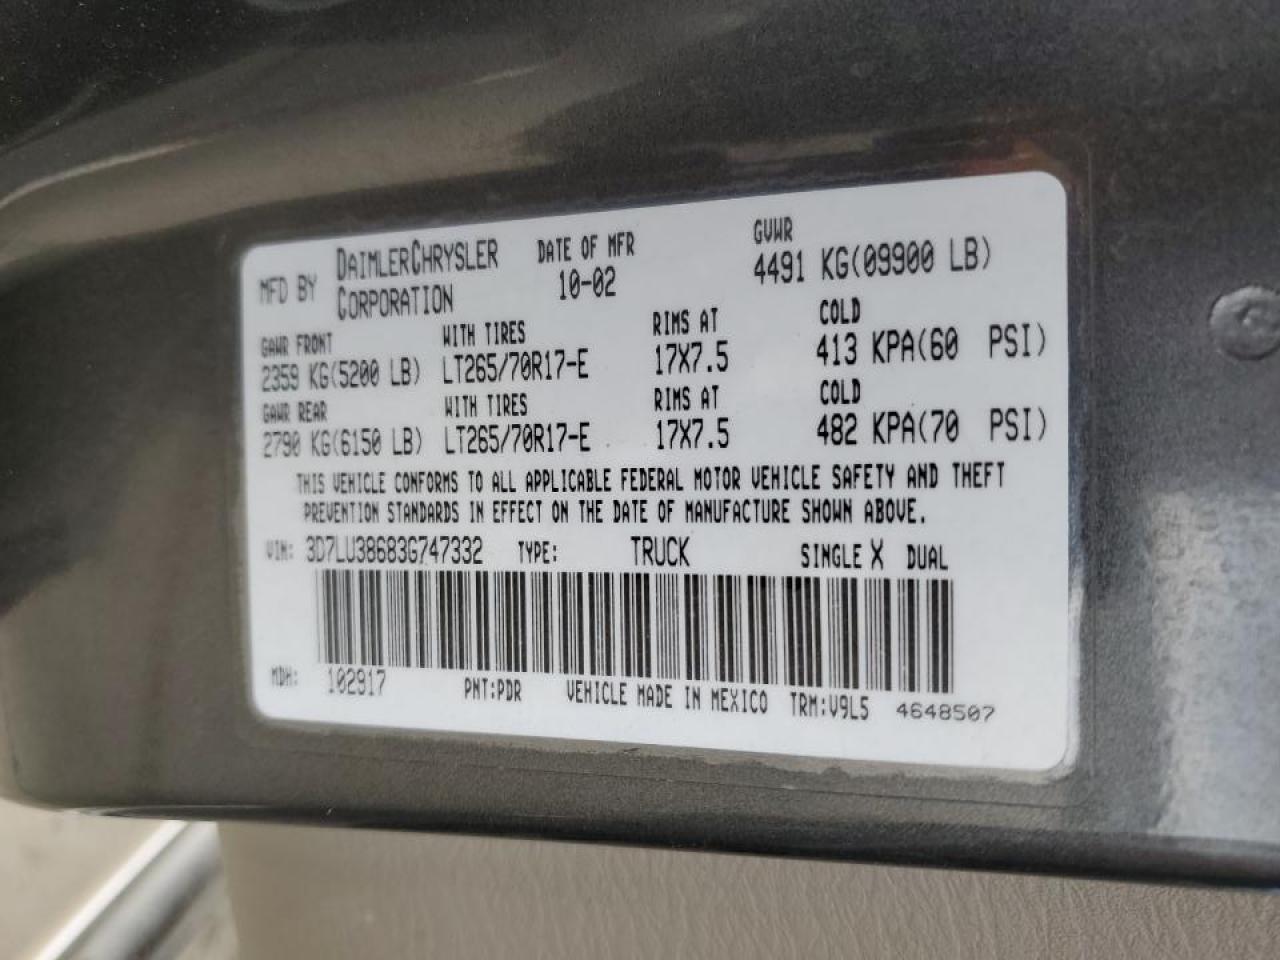 MFD BY DAIMLERCHRYSLER CORPORATION DATE OF MFR 10-02 GVWR 4491 KG(09900 LB)
GAWR FRONT WITH TIRES RIMS AT COLD
2359 KG(5200 LB) LT265/70R17-E 17X7.5 413 KPA(60 PSI)
GAWR REAR WITH TIRES RIMS AT COLD
2790 KG(6150 LB) LT265/70R17-E 17X7.5 482 KPA(70 PSI)
THIS VEHICLE CONFORMS TO ALL APPLICABLE FEDERAL MOTOR VEHICLE SAFETY AND THEFT
PREVENTION STANDARDS IN EFFECT ON THE DATE OF MANUFACTURE SHOWN ABOVE.
VIN: 3D7LU38683G747332 TYPE: TRUCK SINGLE X DUAL
MDH: 102917 PNT:PDR VEHICLE MADE IN MEXICO TRM:V9L5 4648507